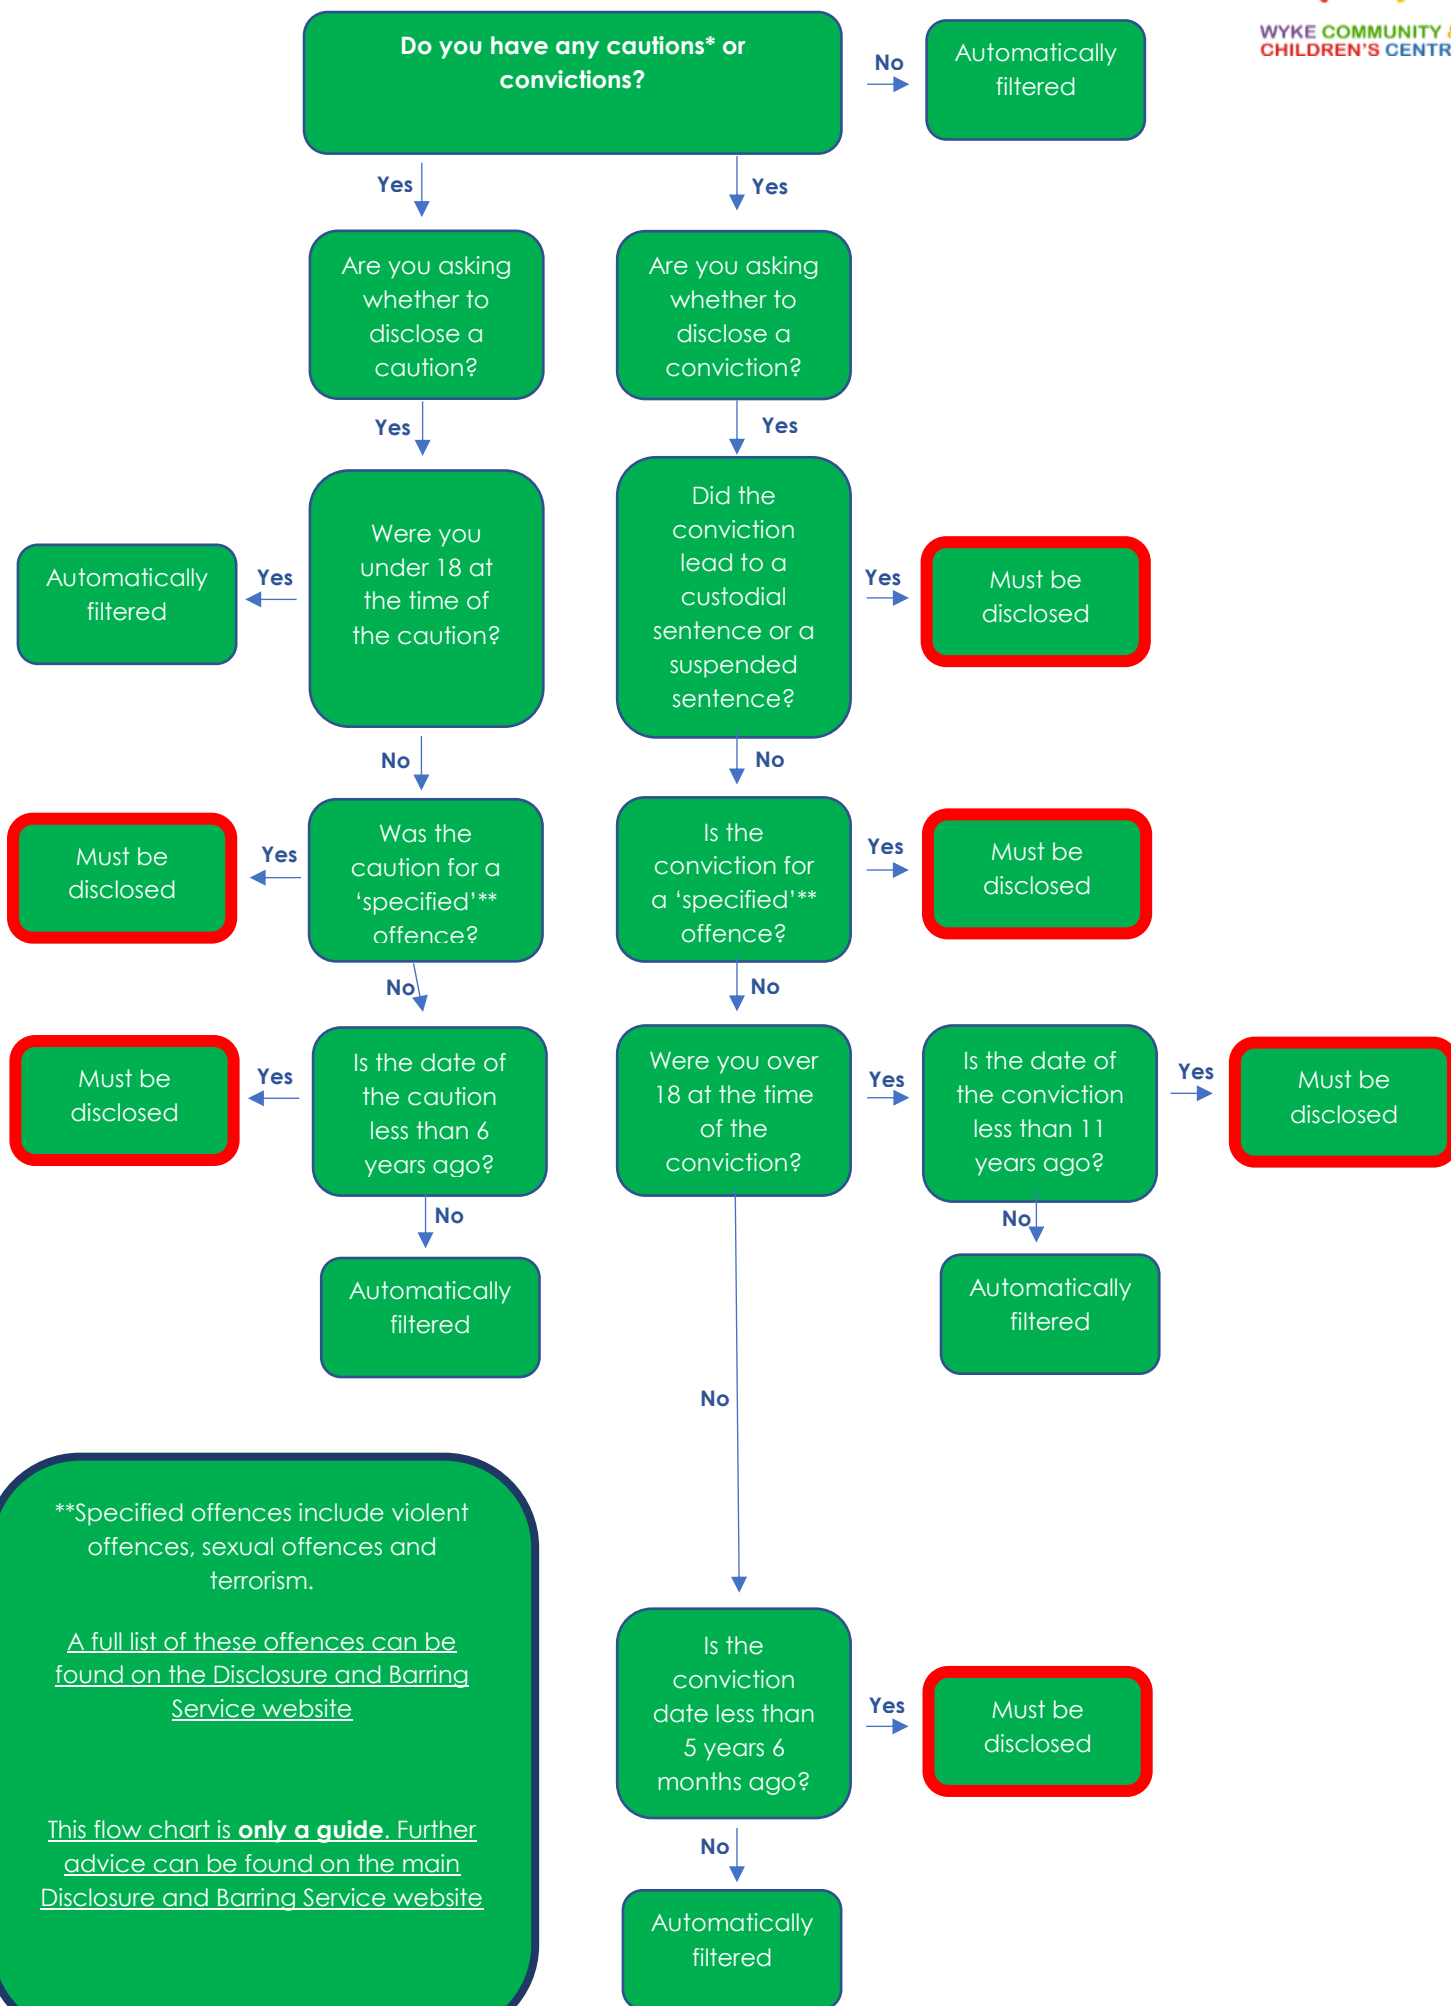 WYKE COMMUNITY
CHILDREN'S CENTR
Do you have any cautions* or
convictions?
No
Automatically
filtered
Yes
Yes
Are you asking
whether to
disclose a
caution?
Are you asking
whether to
disclose a
conviction?
Yes
Yes
Were you
under 18 at
the time of
the caution?
Yes
Automatically
filtered
Did the
conviction
lead to a
custodial
sentence or a
suspended
sentence?
Yes
Must be
disclosed
No
No
Was the
caution for a
‘specified’**
offence?
Yes
Must be
disclosed
Is the
conviction for
a ‘specified’**
offence?
Yes
Must be
disclosed
No
No
Is the date of
the caution
less than 6
years ago?
Yes
Must be
disclosed
Were you over
18 at the time
of the
conviction?
Yes
Is the date of
the conviction
less than 11
years ago?
Yes
Must be
disclosed
No
Automatically
filtered
No
Automatically
filtered
No
**Specified offences include violent
offences, sexual offences and
terrorism.
A full list of these offences can be
found on the Disclosure and Barring
Service website
This flow chart is only a guide. Further
advice can be found on the main
Disclosure and Barring Service website
Is the
conviction
date less than
5 years 6
months ago?
Yes
Must be
disclosed
No
Automatically
filtered